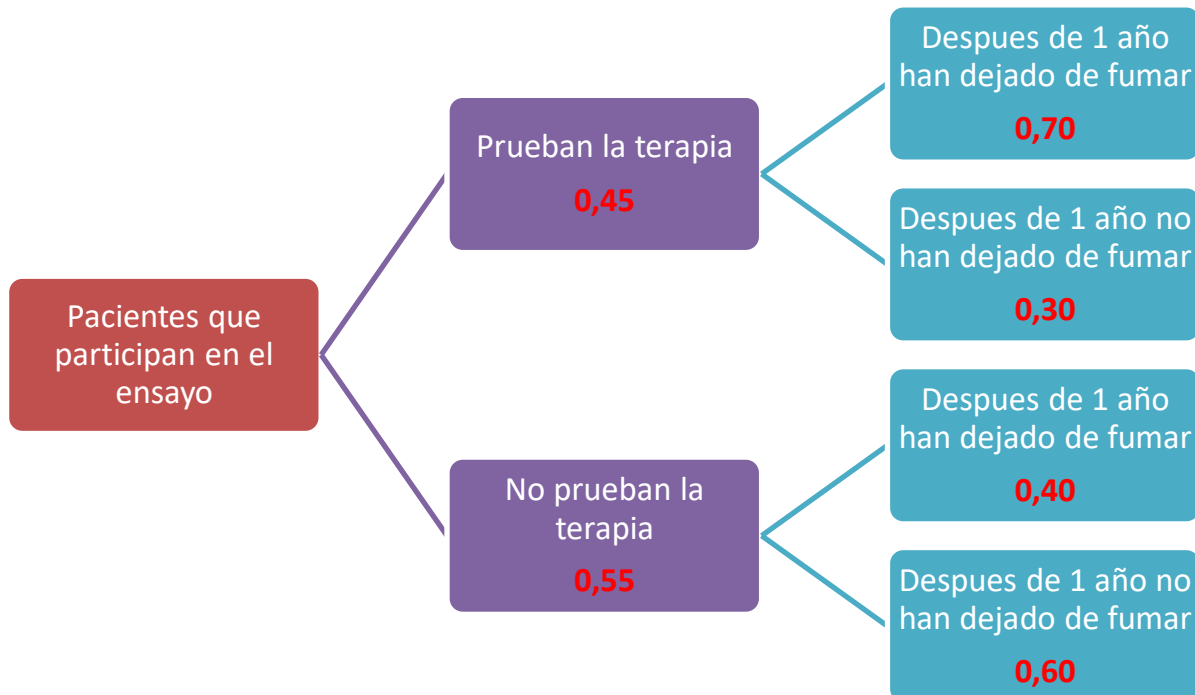 Despues de 1 año
han dejado de fumar
0,70
Prueban la terapia
0,45
Despues de 1 año no
han dejado de fumar
0,30
Pacientes que
participan en el
ensayo
Despues de 1 año
han dejado de fumar
0,40
No prueban la
terapia
0,55
Despues de 1 año no
han dejado de fumar
0,60